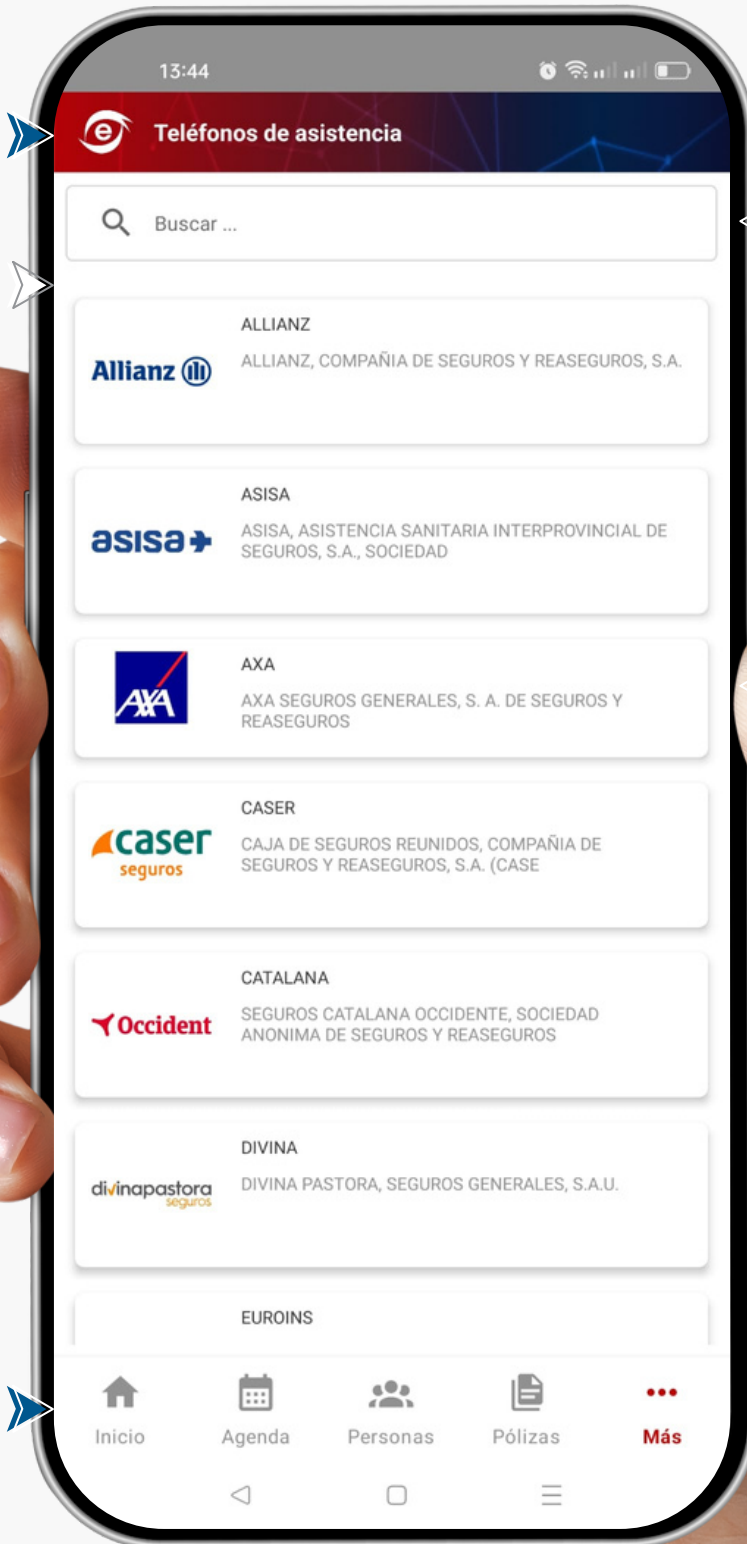 13:44
e
Teléfonos de asistencia
Buscar ...
ALLIANZ
Allianz
ALLIANZ, COMPAÑIA DE SEGUROS Y REASEGUROS, S.A.
ASISA
asisa
ASISA, ASISTENCIA SANITARIA INTERPROVINCIAL DE
SEGUROS, S.A., SOCIEDAD
AXA
AXA
AXA SEGUROS GENERALES, S. A. DE SEGUROS Y
REASEGUROS
CASER
caser
seguros
CAJA DE SEGUROS REUNIDOS, COMPAÑIA DE
SEGUROS Y REASEGUROS, S.A. (CASE
CATALANA
Occident
SEGUROS CATALANA OCCIDENTE, SOCIEDAD
ANONIMA DE SEGUROS Y REASEGUROS
DIVINA
divinapastora
seguros
DIVINA PASTORA, SEGUROS GENERALES, S.A.U.
EUROINS
Inicio
Agenda
Personas
Pólizas
Más